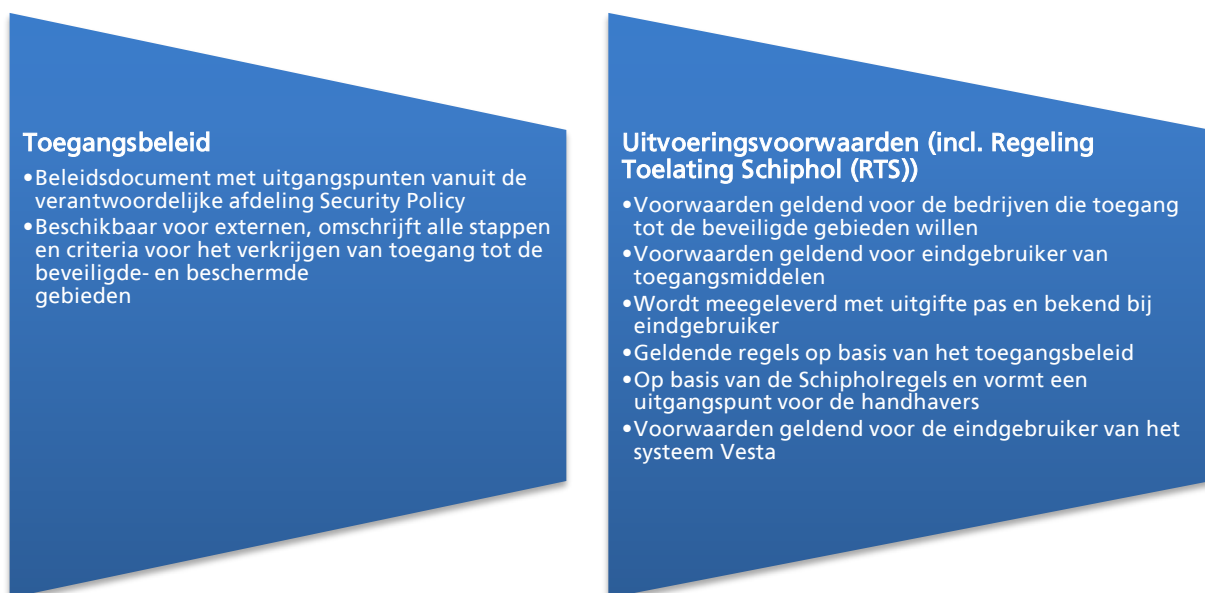 Toegangsbeleid
•Beleidsdocument met uitgangspunten vanuit de
verantwoordelijke afdeling Security Policy
•Beschikbaar voor externen, omschrijft alle stappen
en criteria voor het verkrijgen van toegang tot de
beveiligde- en beschermde
gebieden
Uitvoeringsvoorwaarden (incl. Regeling
Toelating Schiphol (RTS))
•Voorwaarden geldend voor de bedrijven die toegang
tot de beveiligde gebieden willen
•Voorwaarden geldend voor eindgebruiker van
toegangsmiddelen
•Wordt meegeleverd met uitgifte pas en bekend bij
eindgebruiker
•Geldende regels op basis van het toegangsbeleid
•Op basis van de Schipholregels en vormt een
uitgangspunt voor de handhavers
•Voorwaarden geldend voor de eindgebruiker van het
systeem Vesta